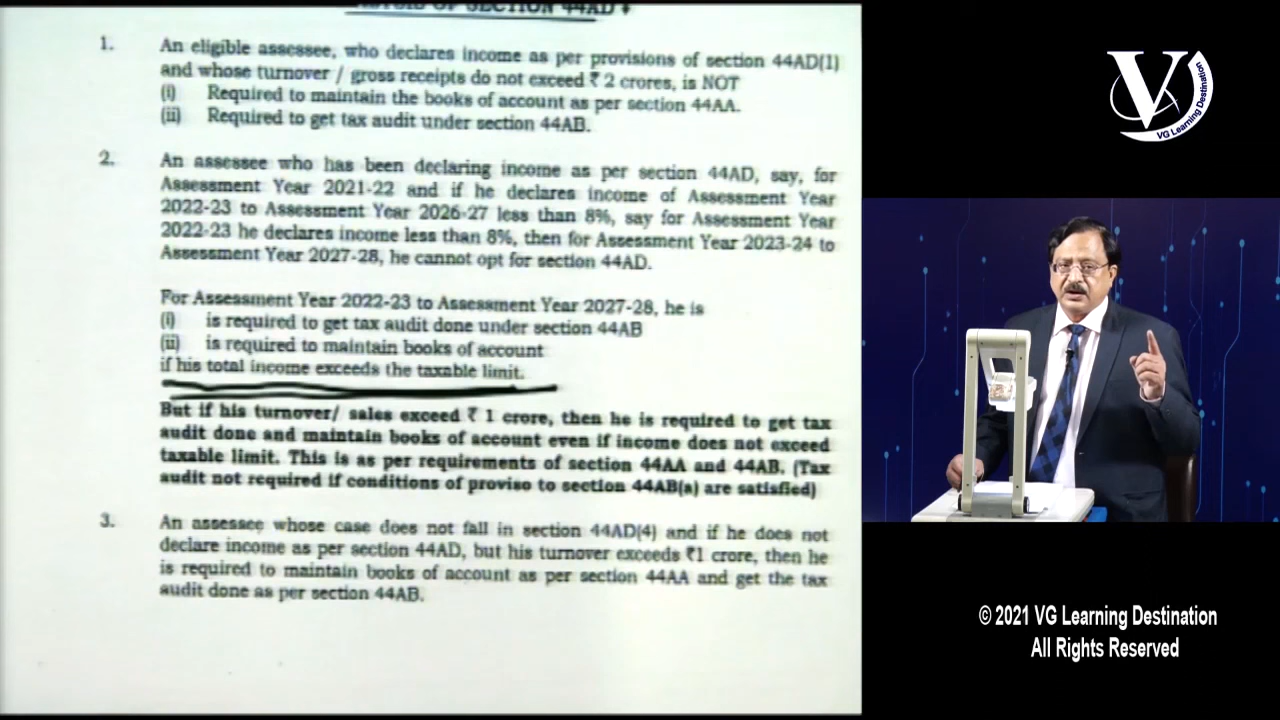 SECTION 44AD
1. An eligible assessee, who declares income as per provisions of section 44AD(1)
and whose turnover / gross receipts do not exceed ₹ 2 crores, is NOT
(i) Required to maintain the books of account as per section 44AA.
(ii) Required to get tax audit under section 44AB.
2. An assessee who has been declaring income as per section 44AD, say, for
Assessment Year 2021-22 and if he declares income of Assessment Year
2022-23 to Assessment Year 2026-27 less than 8%, say for Assessment Year
2022-23 he declares income less than 8%, then for Assessment Year 2023-24 to
Assessment Year 2027-28, he cannot opt for section 44AD.
For Assessment Year 2022-23 to Assessment Year 2027-28, he is
(i) is required to get tax audit done under section 44AB
(ii) is required to maintain books of account
if his total income exceeds the taxable limit.
But if his turnover/ sales exceed ₹ 1 crore, then he is required to get tax
audit done and maintain books of account even if income does not exceed
taxable limit. This is as per requirements of section 44AA and 44AB. (Tax
audit not required if conditions of proviso to section 44AB(a) are satisfied)
3. An assessee whose case does not fall in section 44AD(4) and if he does not
declare income as per section 44AD, but his turnover exceeds ₹1 crore, then he
is required to maintain books of account as per section 44AA and get the tax
audit done as per section 44AB.
V
VG Learning Destination
© 2021 VG Learning Destination
All Rights Reserved